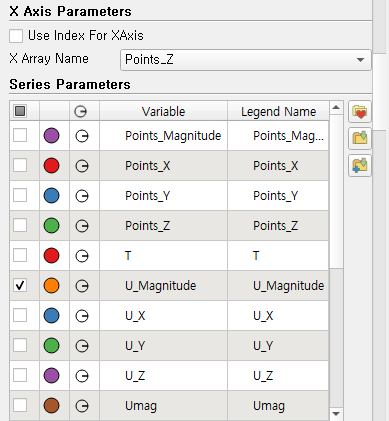 X Axis Parameters
Use Index For XAxis
X Array Name Points_Z
Series Parameters
Variable Legend Name
Points_Magnitude Points_Mag...
Points_X Points_X
Points_Y Points_Y
Points_Z Points_Z
T T
U_Magnitude U_Magnitude
U_X U_X
U_Y U_Y
U_Z U_Z
Umag Umag